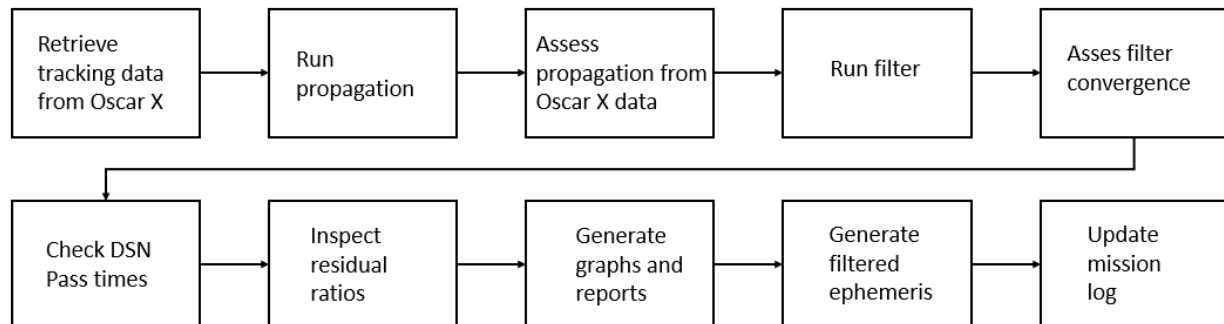 Retrieve
tracking data
from Oscar X
Run
propagation
Assess
propagation from
Oscar X data
Run filter
Asses filter
convergence
Check DSN
Pass times
Inspect
residual
ratios
Generate
graphs and
reports
Generate
filtered
ephemeris
Update
mission
log